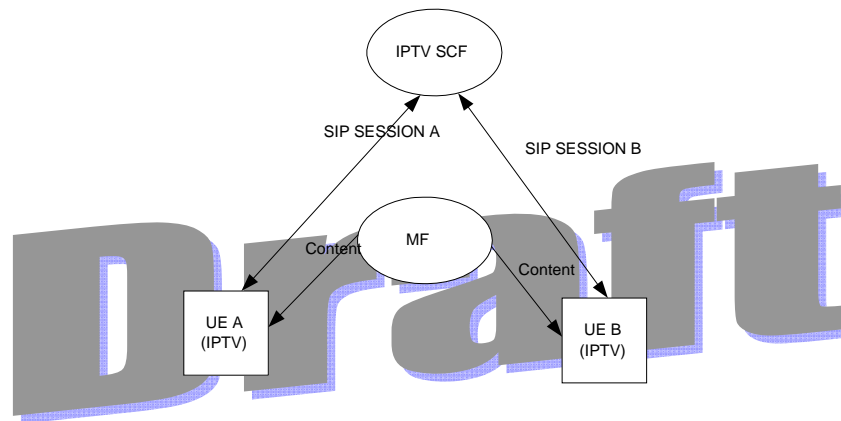 IPTV SCF
SIP SESSION A
SIP SESSION B
MF
Content
Content
UE A
(IPTV)
UE B
(IPTV)
Draft